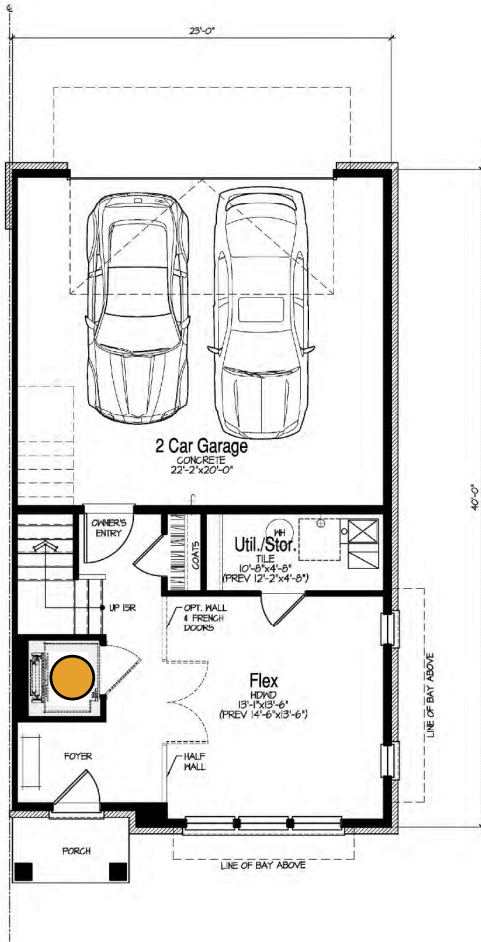 23'-0"
2 Car Garage
CONCRETE
22'-2"x20'-0"
40'-0"
OWNER'S
ENTRY
COATS
WH
Util./Stor.
TILE
10'-8"x4'-8"
(PREV 12'-2"x4'-8")
UP 15R
OPT. WALL
& FRENCH
DOORS
Flex
HDWD
13'-1"x13'-6"
(PREV 14'-6"x13'-6")
LINE OF BAY ABOVE
FOYER
HALF
WALL
PORCH
LINE OF BAY ABOVE